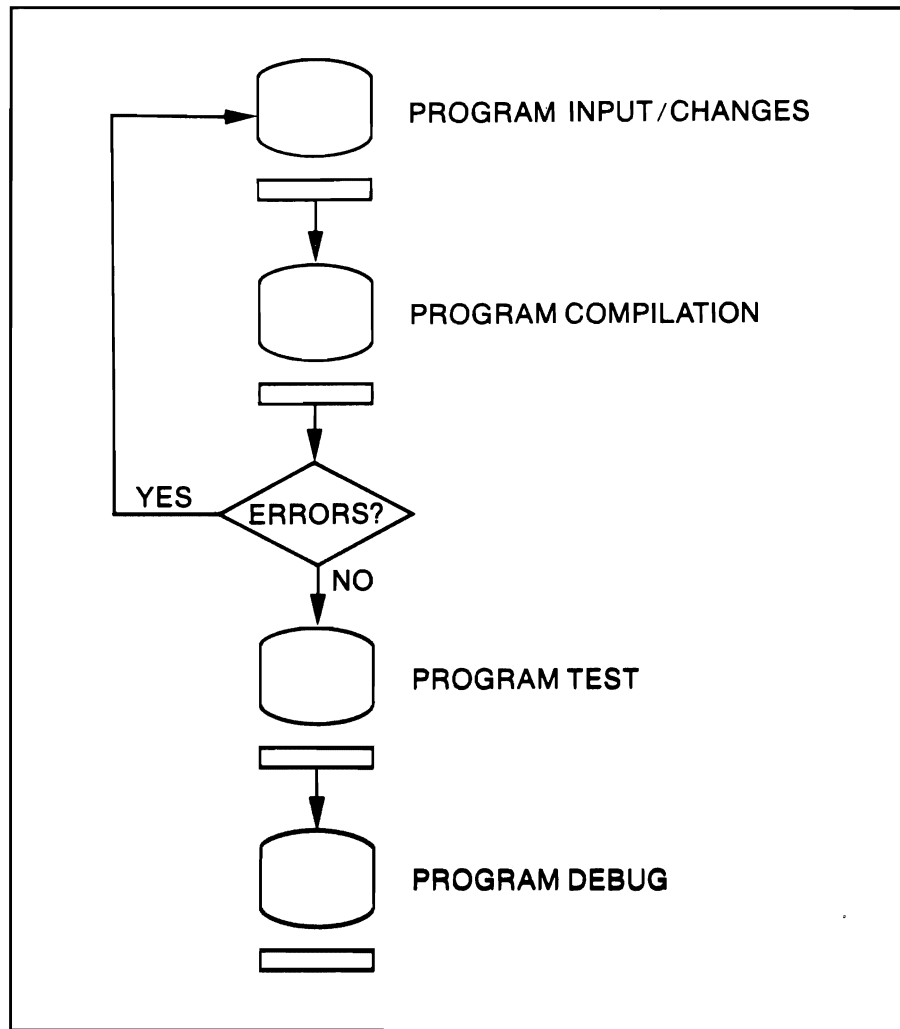 PROGRAM INPUT/CHANGES
PROGRAM COMPILATION
YES
ERRORS?
NO
PROGRAM TEST
PROGRAM DEBUG